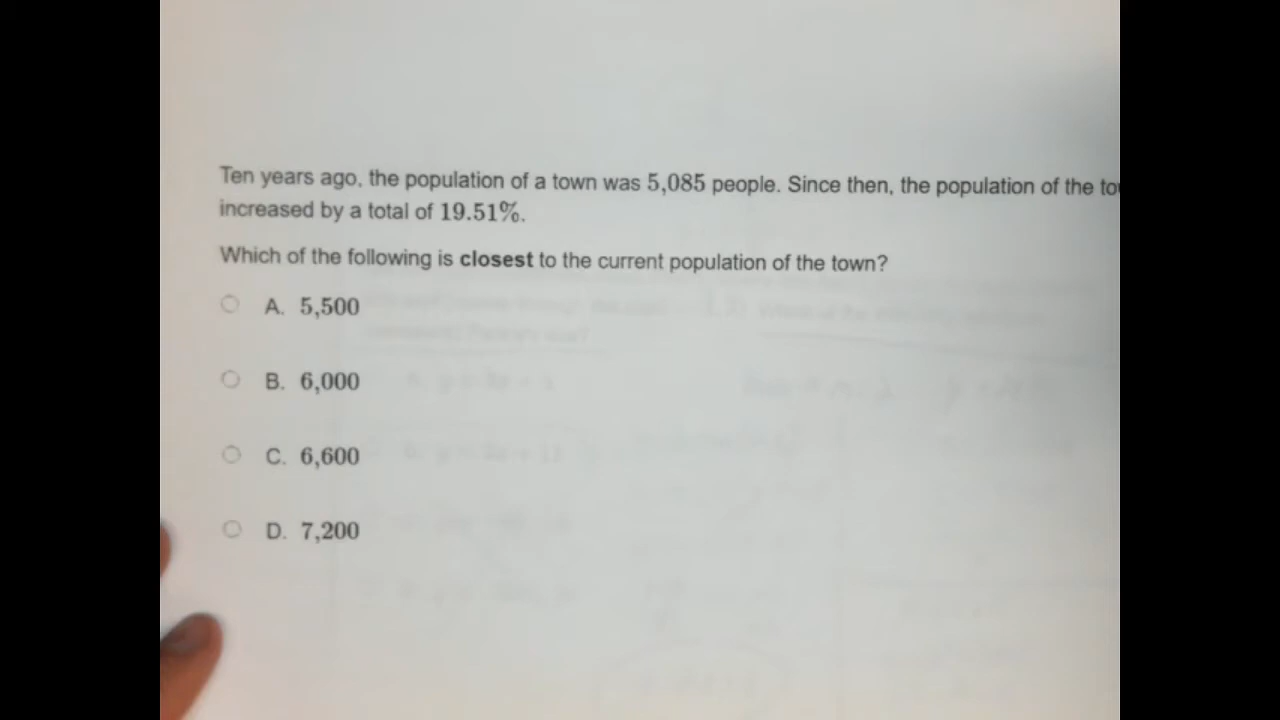 Ten years ago, the population of a town was 5,085 people. Since then, the population of the
increased by a total of 19.51%.
Which of the following is closest to the current population of the town?
A. 5,500
B. 6,000
C. 6,600
D. 7,200